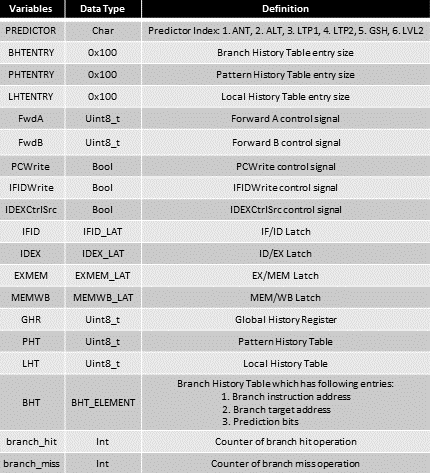 Variables Data Type Definition
PREDICTOR Char Predictor Index: 1. ANT, 2. ALT, 3. LTP1, 4. LTP2, 5. GSH, 6. LVL2
BHTENTRY 0x100 Branch History Table entry size
PHTENTRY 0x100 Pattern History Table entry size
LHTENTRY 0x100 Local History Table entry size
FwdA Uint8_t Forward A control signal
FwdB Uint8_t Forward B control signal
PCWrite Bool PCWrite control signal
IFIDWrite Bool IFIDWrite control signal
IDEXCtrlSrc Bool IDEXCtrlSrc control signal
IFID IFID_LAT IF/ID Latch
IDEX IDEX_LAT ID/EX Latch
EXMEM EXMEM_LAT EX/MEM Latch
MEMWB MEMWB_LAT MEM/WB Latch
GHR Uint8_t Global History Register
PHT Uint8_t Pattern History Table
LHT Uint8_t Local History Table
BHT BHT_ELEMENT Branch History Table which has following entries:
1. Branch instruction address
2. Branch target address
3. Prediction bits
branch_hit Int Counter of branch hit operation
branch_miss Int Counter of branch miss operation